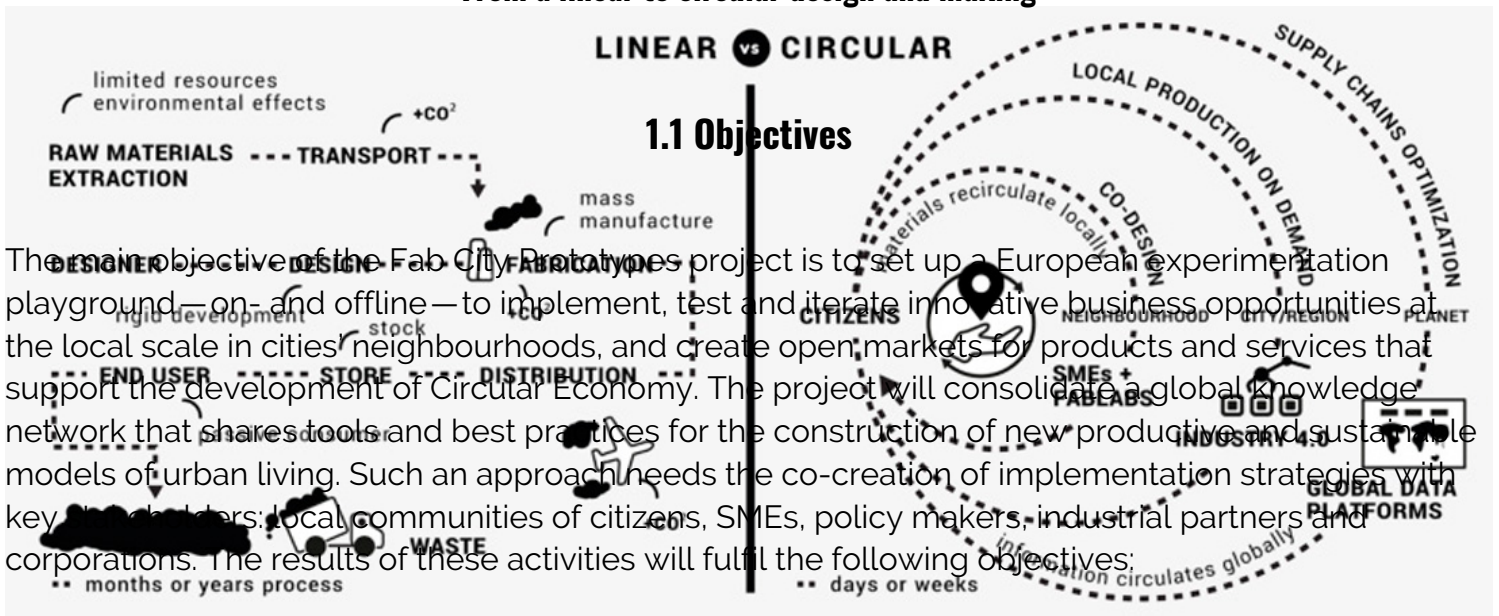 From a linear to circular design and making
LINEAR vs CIRCULAR
1.1 Objectives
limited resources
environmental effects
+CO²
RAW MATERIALS
EXTRACTION
TRANSPORT
mass
manufacture
DESIGNER
DESIGN
FABRICATION
rigid development
stock
+CO²
END USER
STORE
DISTRIBUTION
passive consumer
+CO²
WASTE
months or years process
SUPPLY CHAINS OPTIMIZATION
LOCAL PRODUCTION ON DEMAND
CO-DESIGN
materials recirculate locally
CITIZENS
NEIGHBOURHOOD
CITY/REGION
PLANET
SMEs +
FABLABS
INDUSTRY 4.0
GLOBAL DATA
PLATFORMS
information circulates globally
days or weeks
The main objective of the Fab City Prototypes project is to set up a European experimentation
playground—on- and offline—to implement, test and iterate innovative business opportunities at
the local scale in cities' neighbourhoods, and create open markets for products and services that
support the development of Circular Economy. The project will consolidate a global knowledge
network that shares tools and best practices for the construction of new productive and sustainable
models of urban living. Such an approach needs the co-creation of implementation strategies with
key stakeholders: local communities of citizens, SMEs, policy makers, industrial partners and
corporations. The results of these activities will fulfil the following objectives: